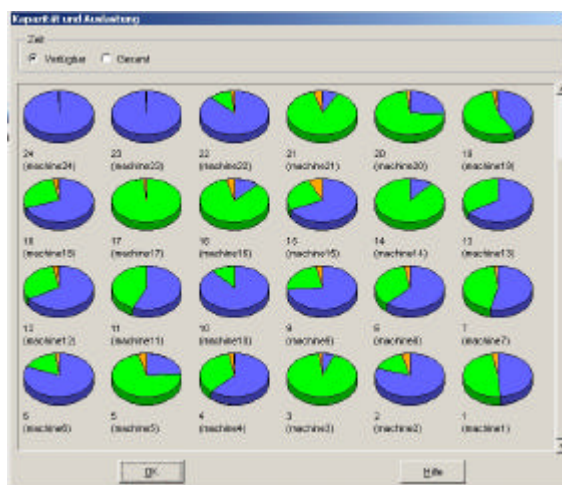 Kapazität und Auslastung
Zeit
Verfügbar Gesamt
24 23 22 21 20 19
(machine24) (machine23) (machine22) (machine21) (machine20) (machine19)
18 17 16 15 14 13
(machine18) (machine17) (machine16) (machine15) (machine14) (machine13)
12 11 10 9 8 7
(machine12) (machine11) (machine10) (machine9) (machine8) (machine7)
6 5 4 3 2 1
(machine6) (machine5) (machine4) (machine3) (machine2) (machine1)
OK Hilfe